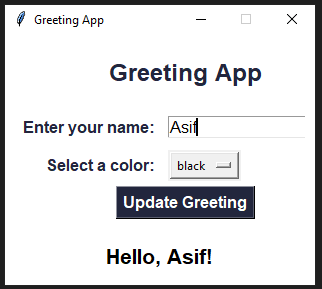 Greeting App
Greeting App
Enter your name: Asif
Select a color: black
Update Greeting
Hello, Asif!